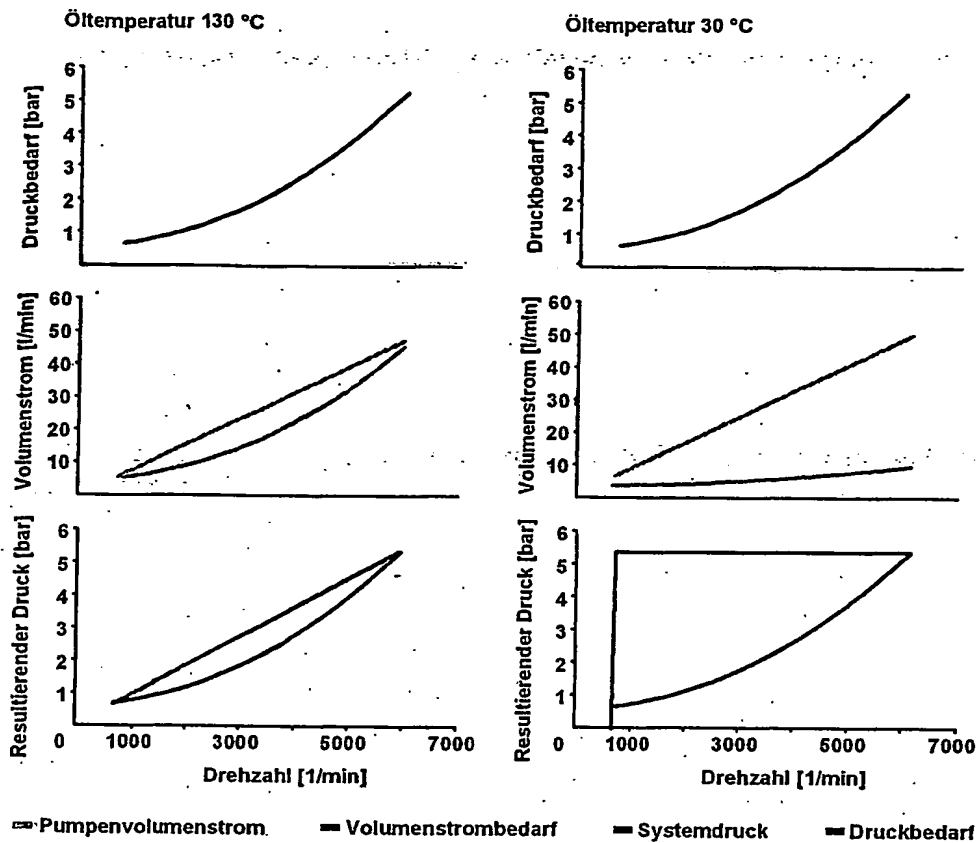 Öltemperatur 130 °C
Öltemperatur 30 °C
Druckbedarf [bar]
6
5
4
3
2
1
Druckbedarf [bar]
6
5
4
3
2
1
Volumenstrom [l/min]
60
50
40
30
20
10
Volumenstrom [l/min]
60
50
40
30
20
10
Resultierender Druck [bar]
6
5
4
3
2
1
0 1000 3000 5000 7000
Drehzahl [1/min]
Resultierender Druck [bar]
6
5
4
3
2
1
0 1000 3000 5000 7000
Drehzahl [1/min]
Pumpenvolumenstrom Volumenstrombedarf Systemdruck Druckbedarf